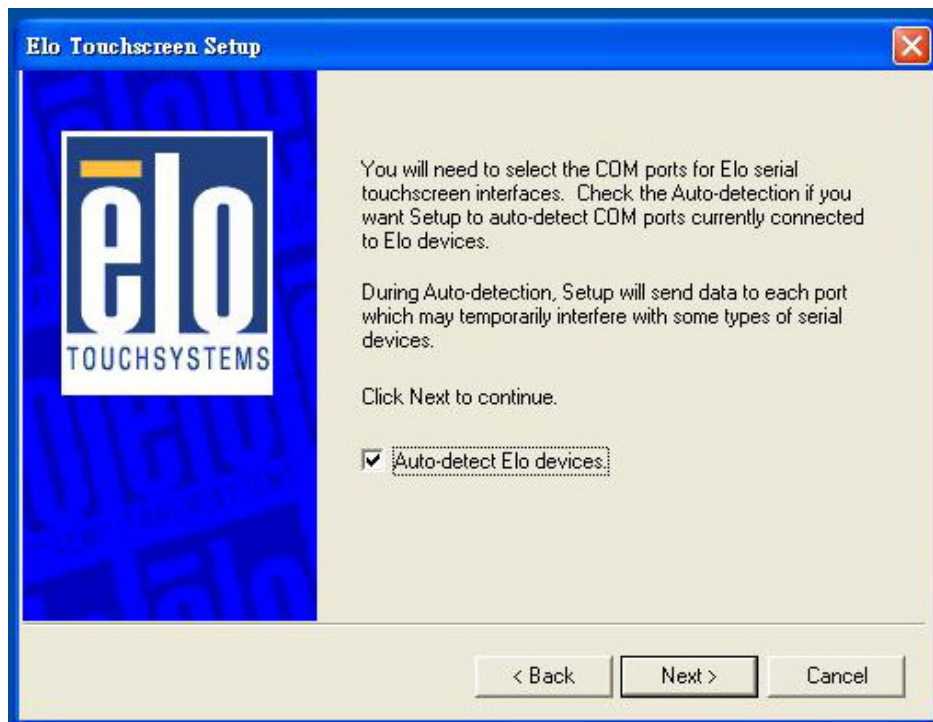 Elo Touchscreen Setup
elo
TOUCHSYSTEMS
You will need to select the COM ports for Elo serial
touchscreen interfaces.  Check the Auto-detection if you
want Setup to auto-detect COM ports currently connected
to Elo devices.
During Auto-detection, Setup will send data to each port
which may temporarily interfere with some types of serial
devices.
Click Next to continue.
Auto-detect Elo devices.
< Back
Next >
Cancel